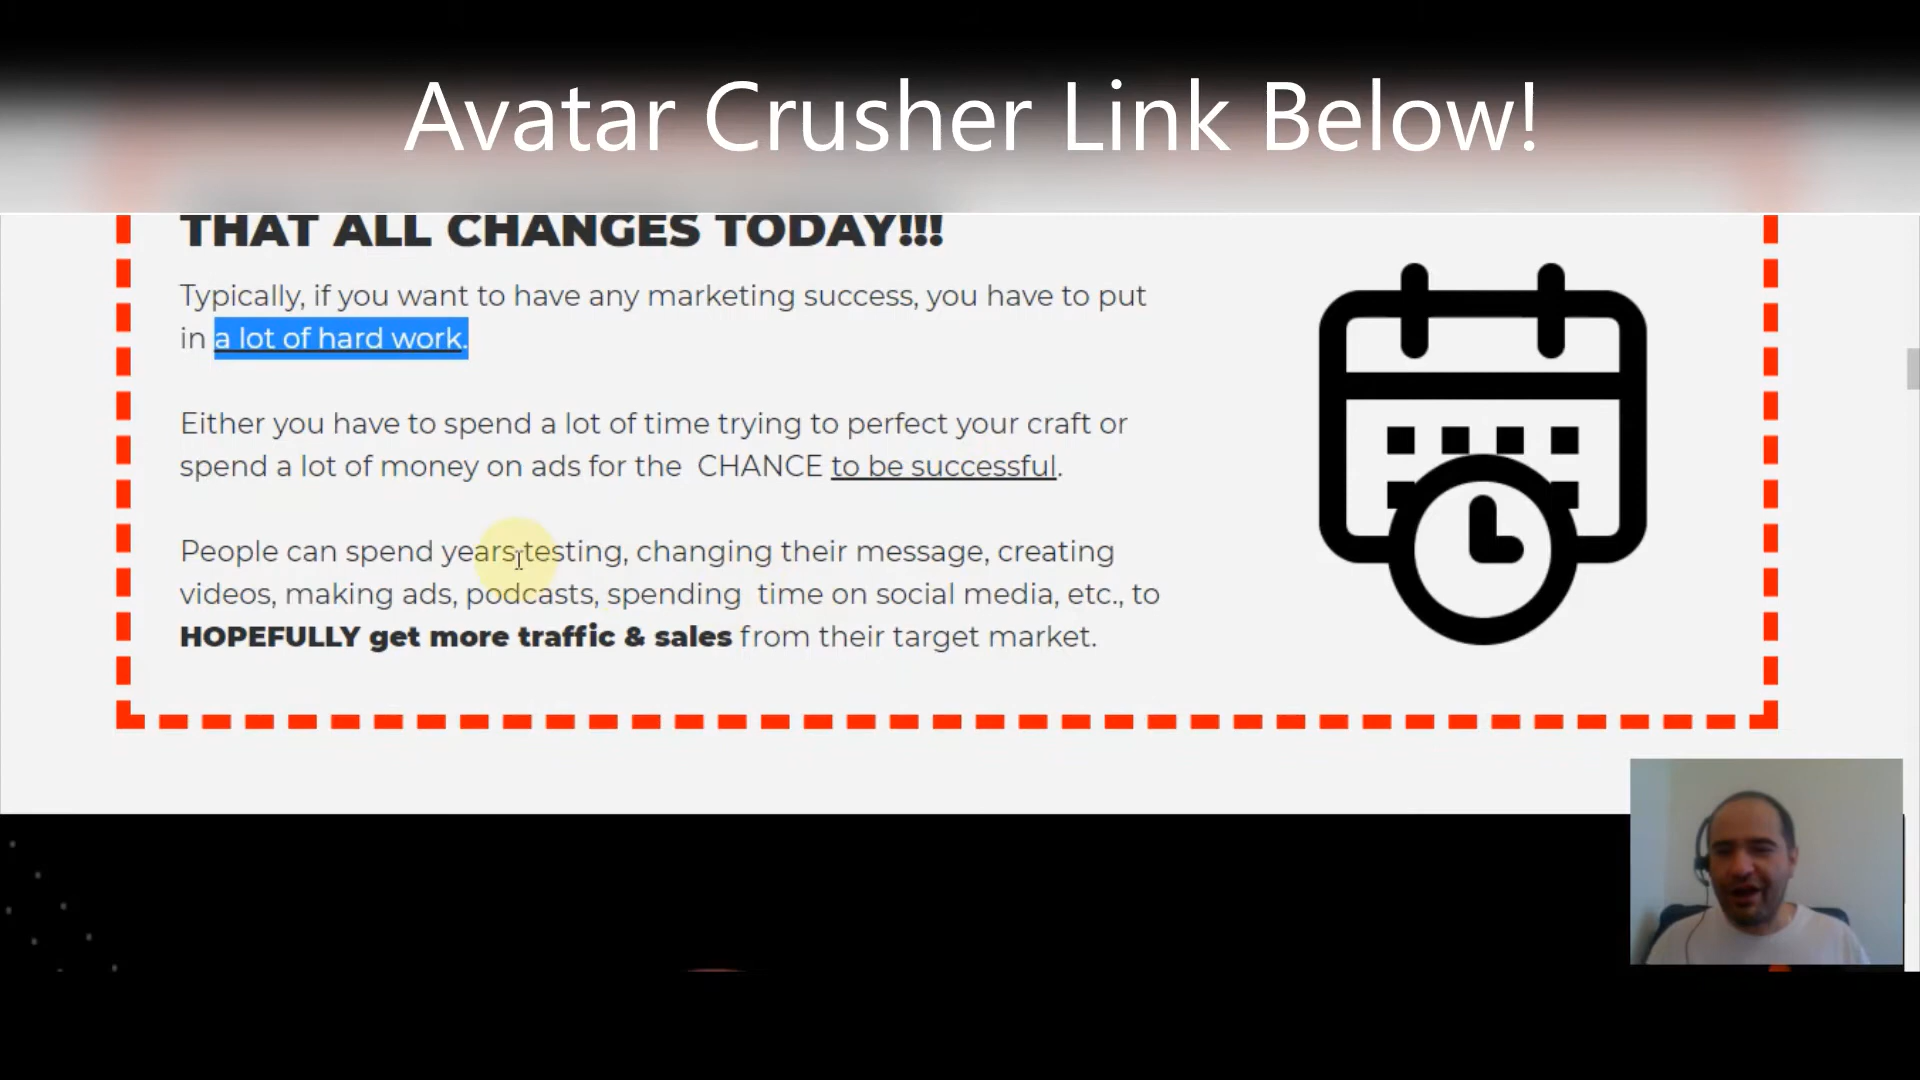 Avatar Crusher Link Below!
THAT ALL CHANGES TODAY!!!
Typically, if you want to have any marketing success, you have to put
in a lot of hard work.
Either you have to spend a lot of time trying to perfect your craft or
spend a lot of money on ads for the CHANCE to be successful.
People can spend years testing, changing their message, creating
videos, making ads, podcasts, spending time on social media, etc., to
HOPEFULLY get more traffic & sales from their target market.